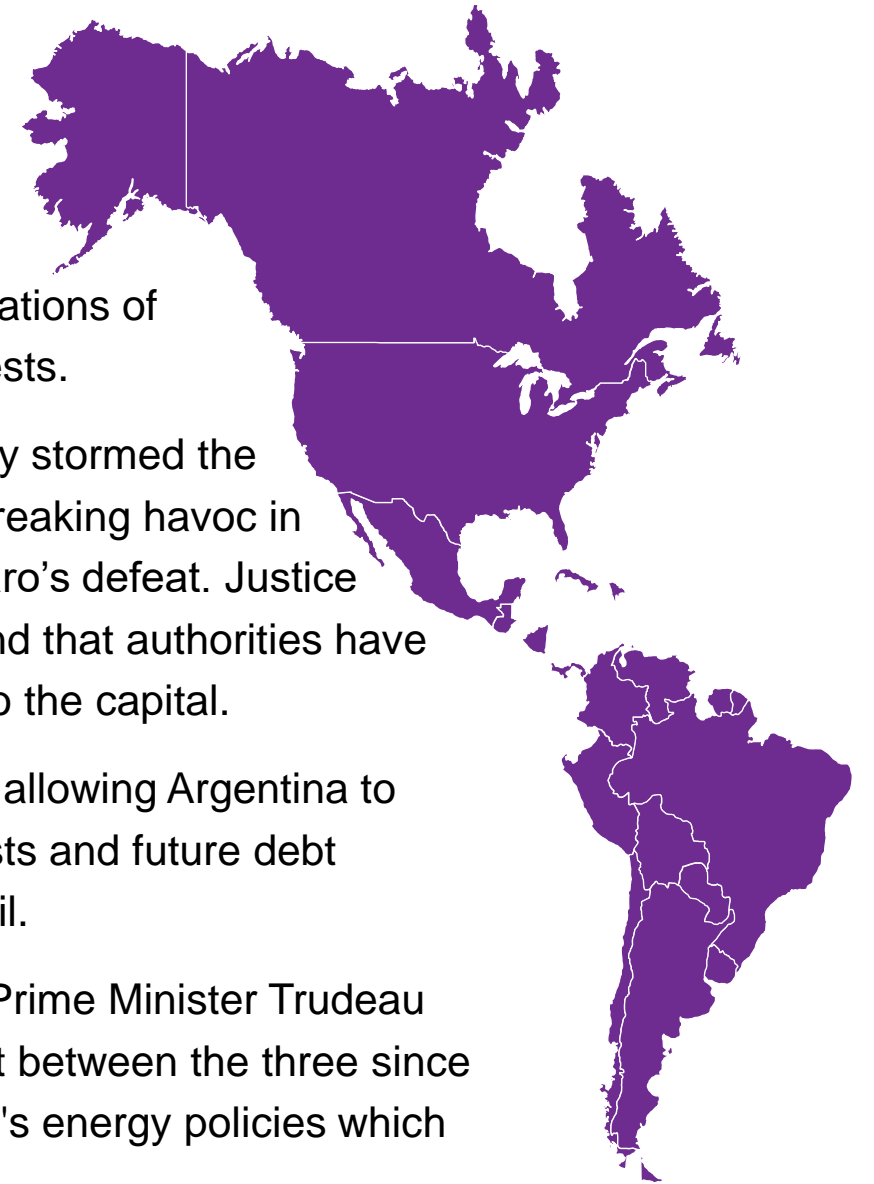 ations of
ests.
y stormed the
reaking havoc in
ro's defeat. Justice
nd that authorities have
o the capital.
allowing Argentina to
sts and future debt
il.
Prime Minister Trudeau
t between the three since
's energy policies which